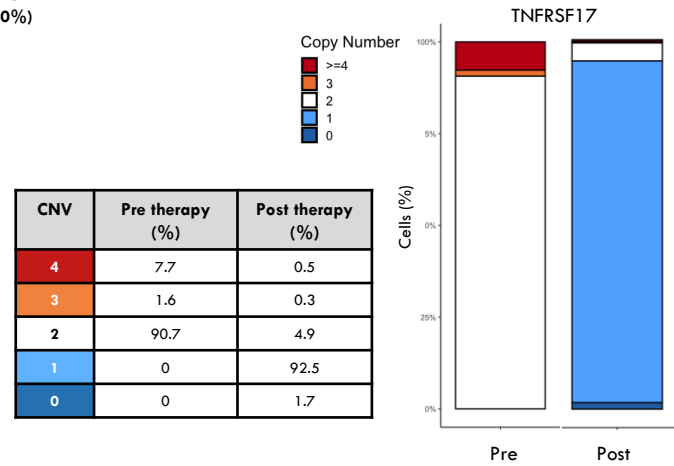 0%)
TNFRSF17
Copy Number
>=4
3
2
1
0
100%
5%
0%
25%
0%
Cells (%)
Pre
Post
CNV Pre therapy (%) Post therapy (%)
4 7.7 0.5
3 1.6 0.3
2 90.7 4.9
1 0 92.5
0 0 1.7